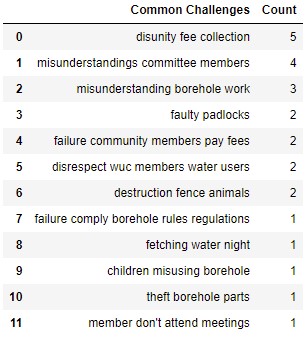 Common Challenges Count
0 disunity fee collection 5
1 misunderstandings committee members 4
2 misunderstanding borehole work 3
3 faulty padlocks 2
4 failure community members pay fees 2
5 disrespect wuc members water users 2
6 destruction fence animals 2
7 failure comply borehole rules regulations 1
8 fetching water night 1
9 children misusing borehole 1
10 theft borehole parts 1
11 member don't attend meetings 1